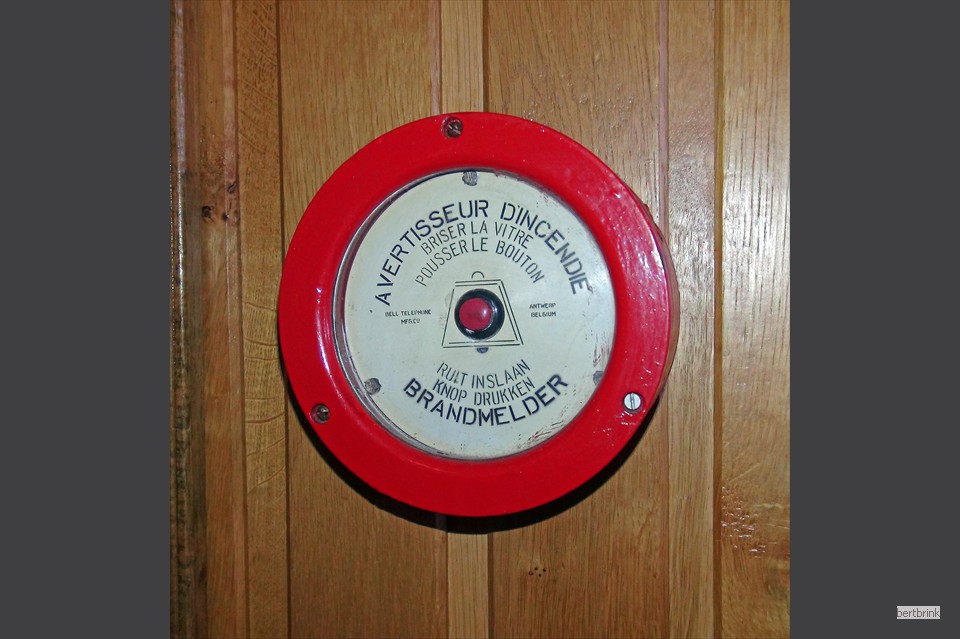 AVERTISSEUR D'INCENDIE
BRISER LA VITRE
POUSSER LE BOUTON
BELL TELEPHONE
MFG.CY
ANTWERP
BELGIUM
RUIT INSLAAN
KNOP DRUKKEN
BRANDMELDER
bertbrink